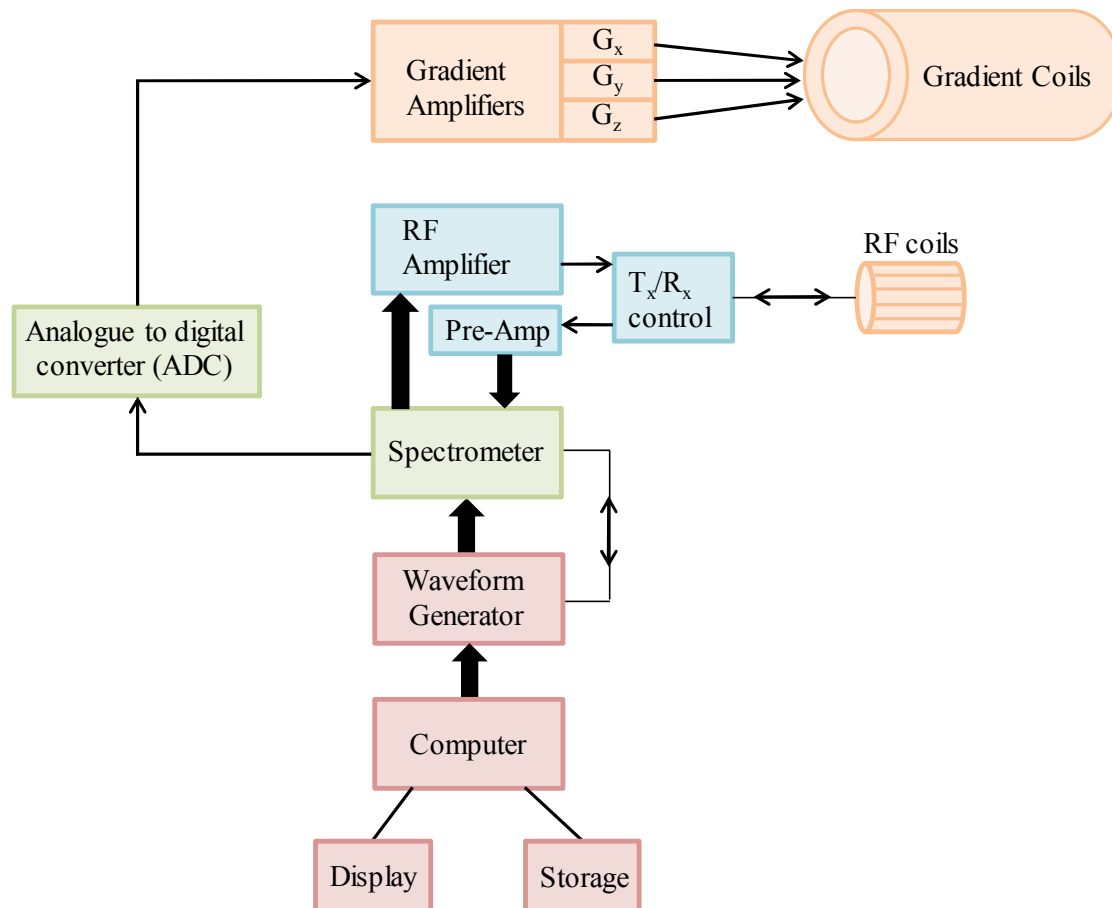 Gradient
Amplifiers
Gx
Gy
Gz
Gradient Coils
RF
Amplifier
Tx/Rx
control
RF coils
Pre-Amp
Analogue to digital
converter (ADC)
Spectrometer
Waveform
Generator
Computer
Display
Storage